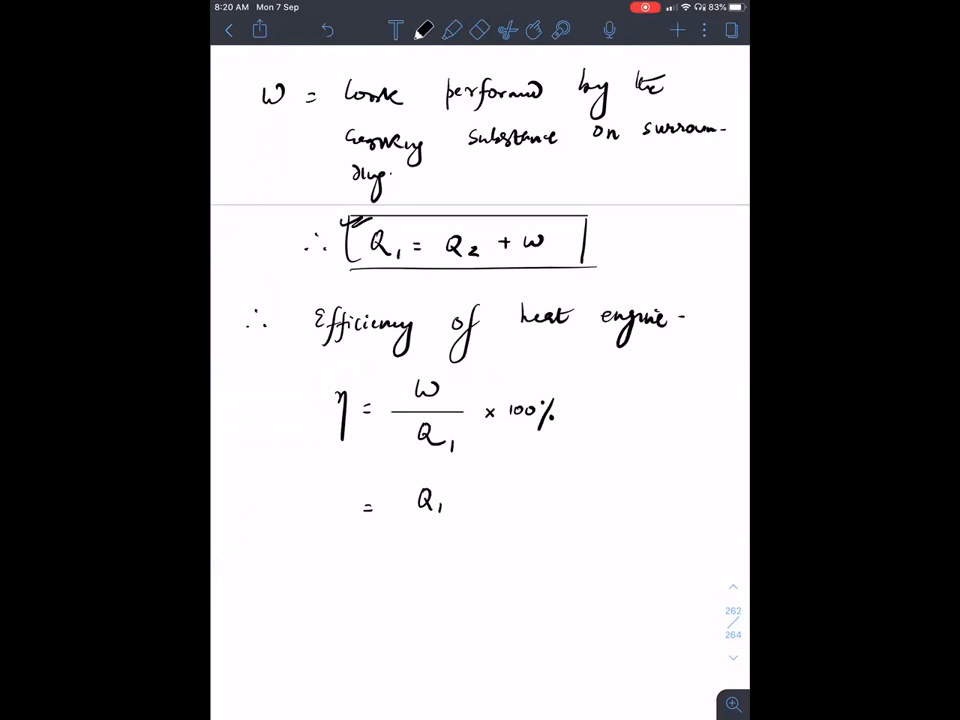 8:20 AM Mon 7 Sep 83%
W = Work performed by the
working substance on surroun-
ding.
∴ Q₁ = Q₂ + W
∴ Efficiency of heat engine -
η = W / Q₁ × 100%
= Q₁
262
264